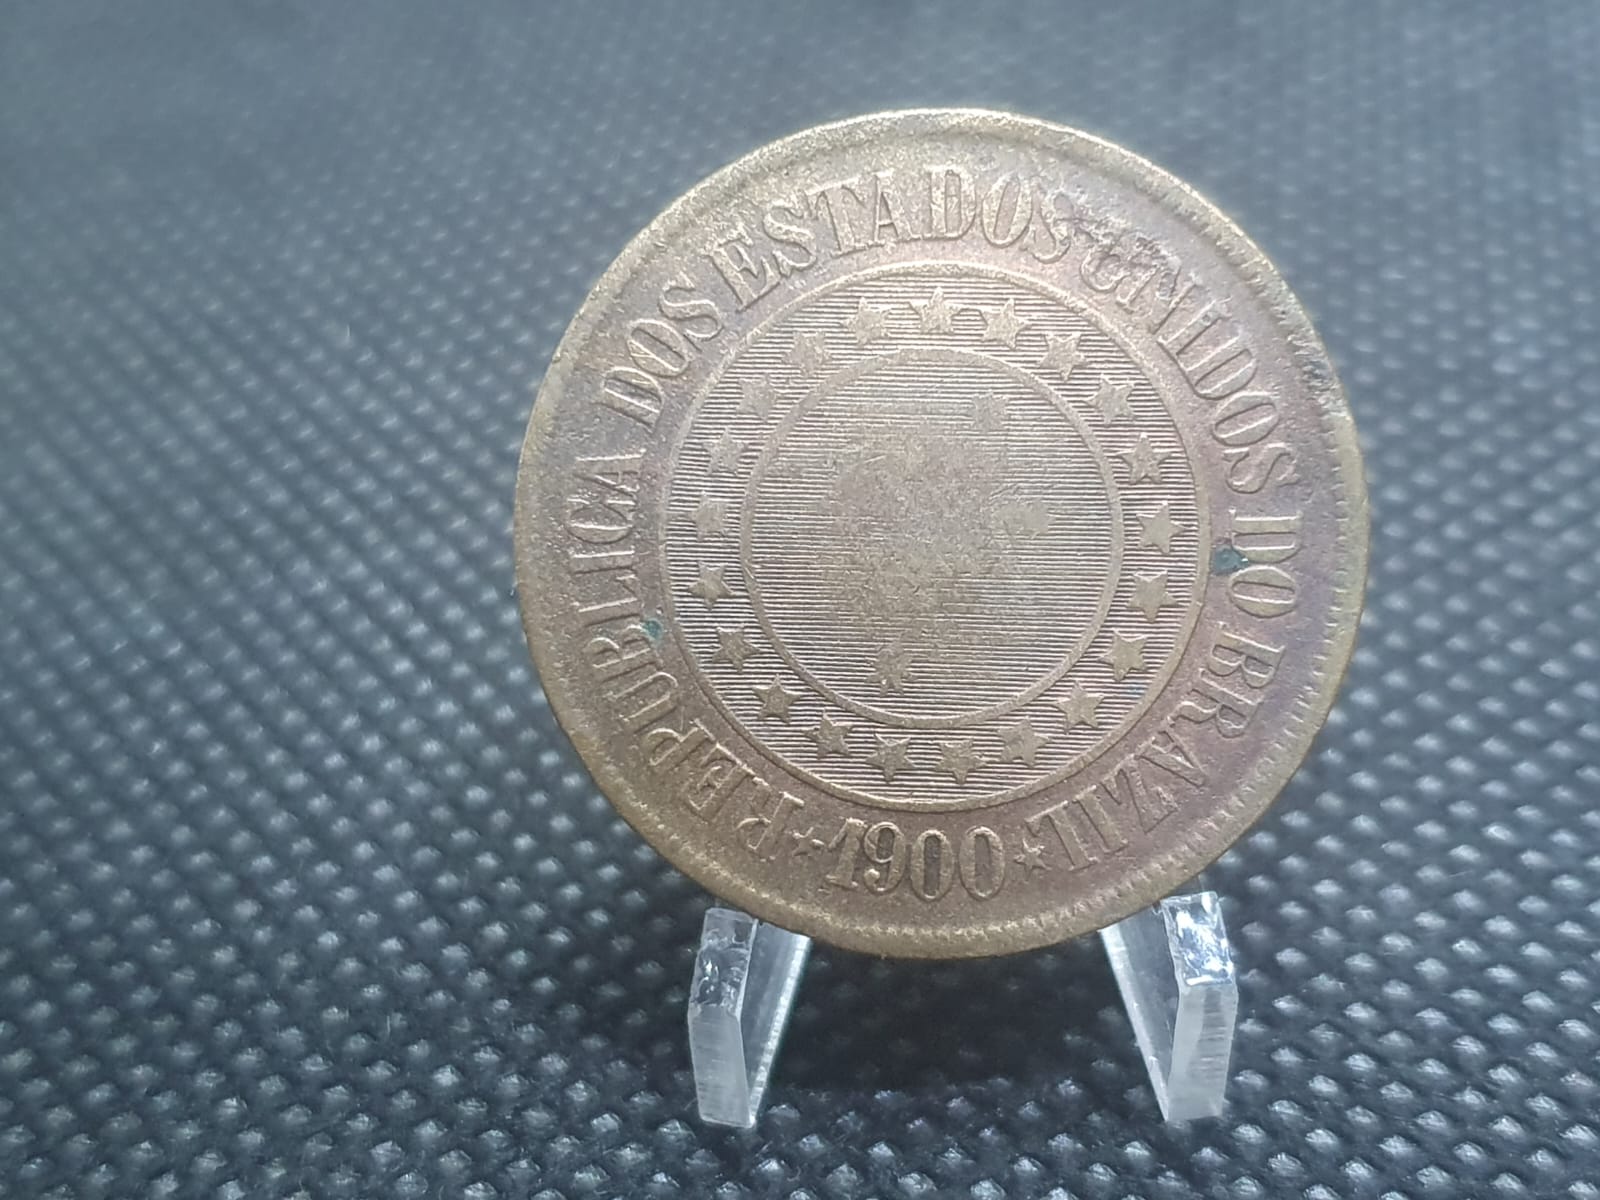 REPUBLICA DOS ESTADOS UNIDOS DO BRAZIL
★1900★